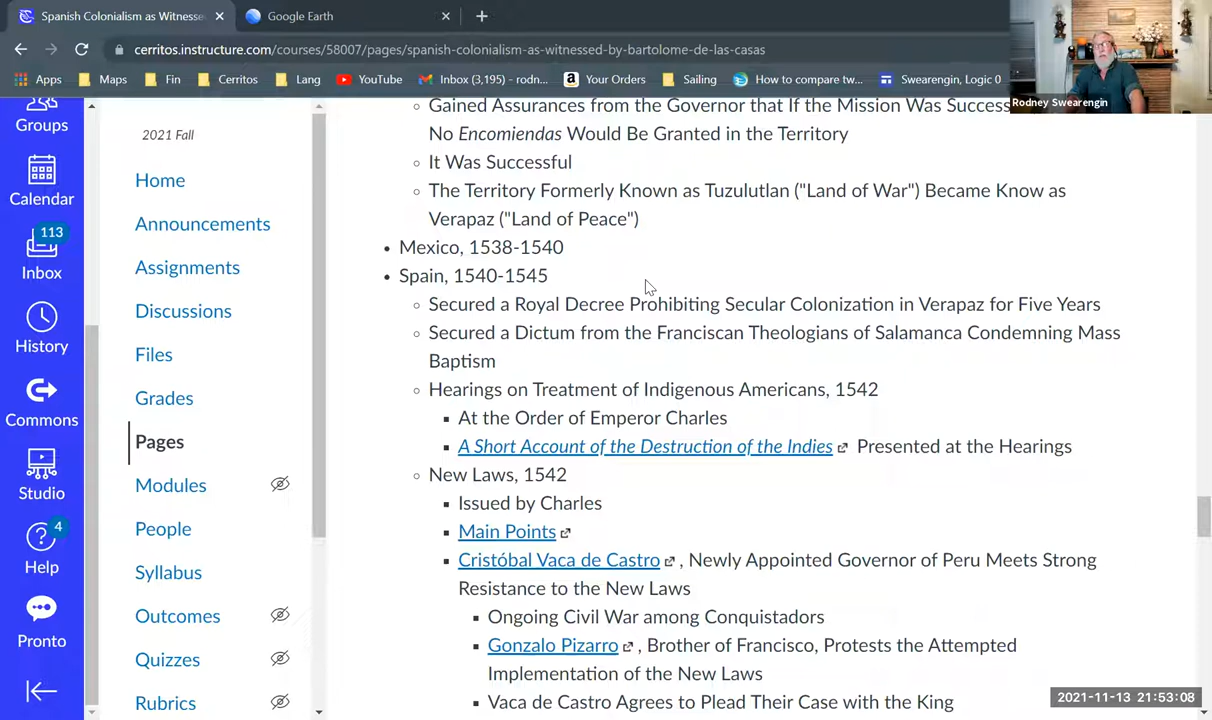 Spanish Colonialism as Witnesse
Google Earth
cerritos.instructure.com/courses/58007/pages/spanish-colonialism-as-witnessed-by-bartolome-de-las-casas
Apps Maps Fin Cerritos Lang YouTube Inbox (3,195) - rodn... Your Orders Sailing How to compare tw... Swearengin, Logic 0
Rodney Swearengin
Groups
Calendar
113
Inbox
History
Commons
Studio
4
Help
Pronto
2021 Fall
Home
Announcements
Assignments
Discussions
Files
Grades
Pages
Modules
People
Syllabus
Outcomes
Quizzes
Rubrics
Gained Assurances from the Governor that If the Mission Was Success
No Encomiendas Would Be Granted in the Territory
It Was Successful
The Territory Formerly Known as Tuzulutlan ("Land of War") Became Know as
Verapaz ("Land of Peace")
Mexico, 1538-1540
Spain, 1540-1545
Secured a Royal Decree Prohibiting Secular Colonization in Verapaz for Five Years
Secured a Dictum from the Franciscan Theologians of Salamanca Condemning Mass
Baptism
Hearings on Treatment of Indigenous Americans, 1542
At the Order of Emperor Charles
A Short Account of the Destruction of the Indies Presented at the Hearings
New Laws, 1542
Issued by Charles
Main Points
Cristóbal Vaca de Castro , Newly Appointed Governor of Peru Meets Strong
Resistance to the New Laws
Ongoing Civil War among Conquistadors
Gonzalo Pizarro , Brother of Francisco, Protests the Attempted
Implementation of the New Laws
Vaca de Castro Agrees to Plead Their Case with the King
2021-11-13 21:53:08